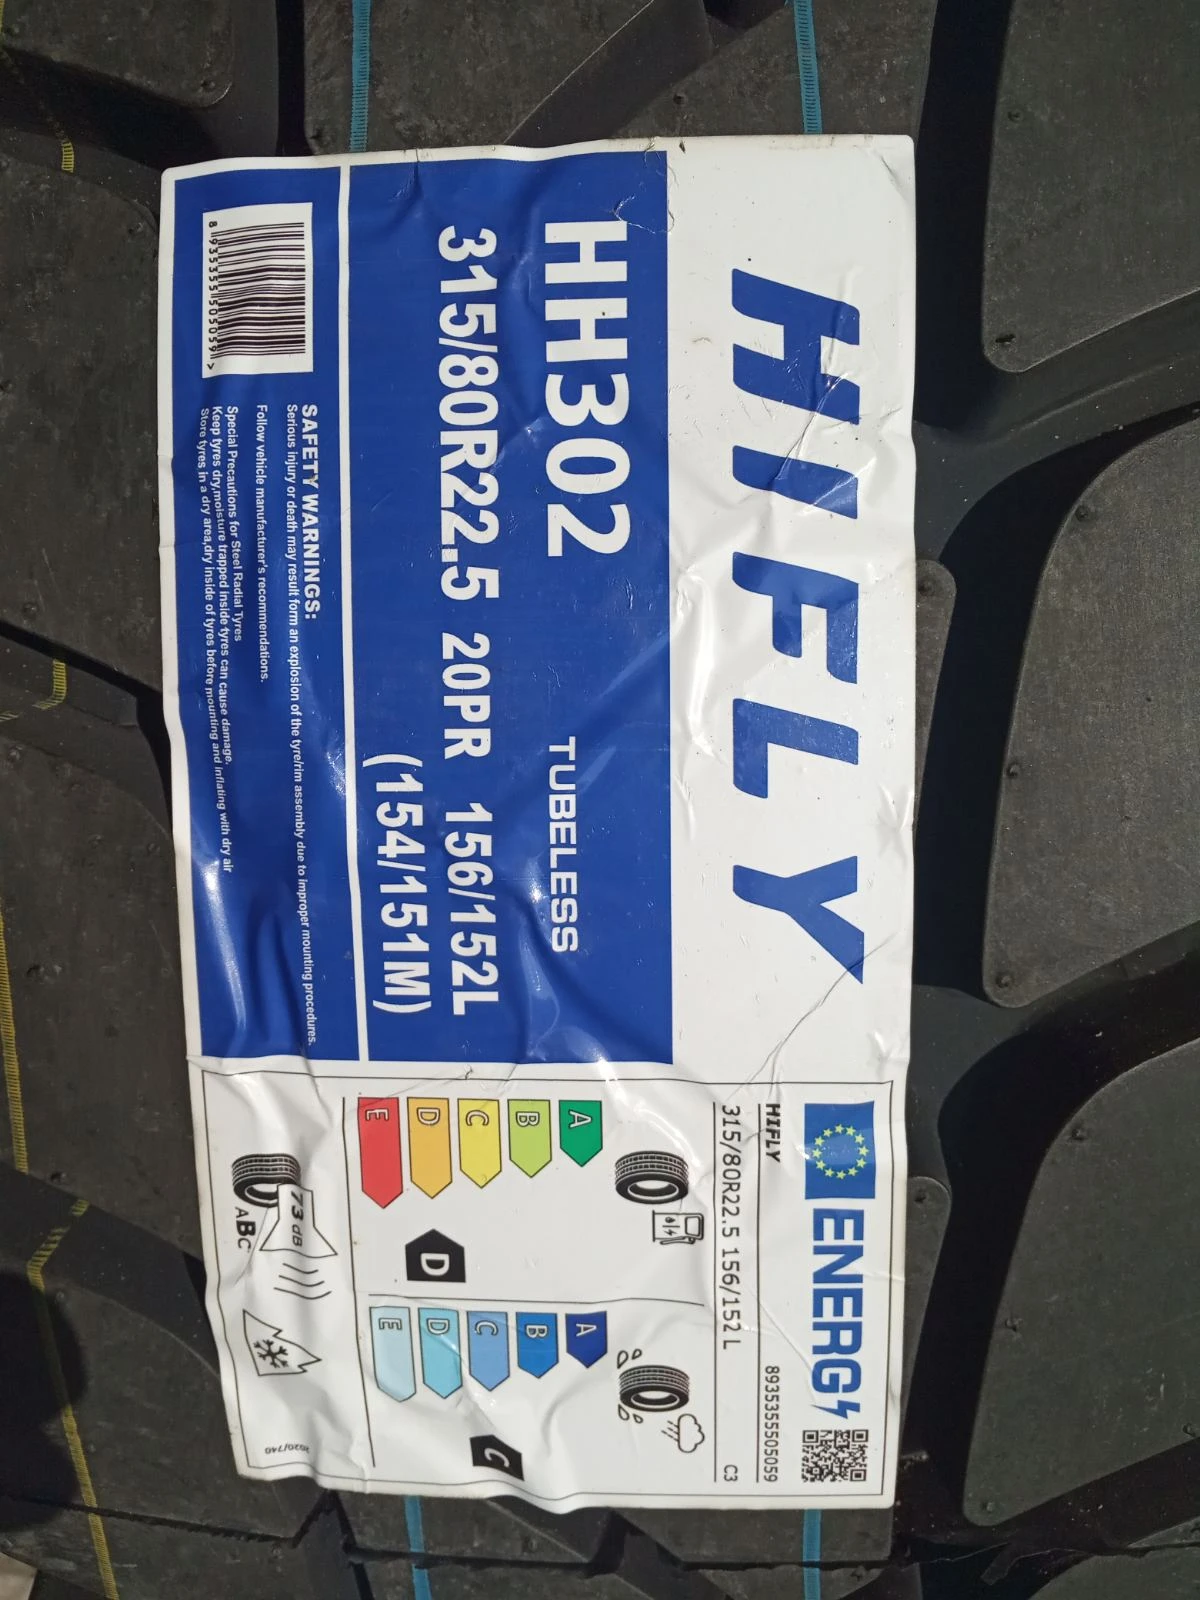 HIFLY
HH302 TUBELESS
315/80R22.5 20PR 156/152L
(154/151M)
SAFETY WARNINGS:
Serious injury or death may result form an explosion of the tyre/rim assembly due to improper mounting procedures.
Follow vehicle manufacturer's recommendations.
Special Precautions for Steel Radial Tyres
Keep tyres dry,moisture trapped inside tyres can cause damage.
Store tyres in a dry area,dry inside of tyres before mounting and inflating with dry air
8 935355 505059 >
ENERG
HIFLY 8935355505059
315/80R22.5 156/152 L C3
A
B
C
D
E
D
A
B
C
D
E
C
73 dB
ABC
2020/740